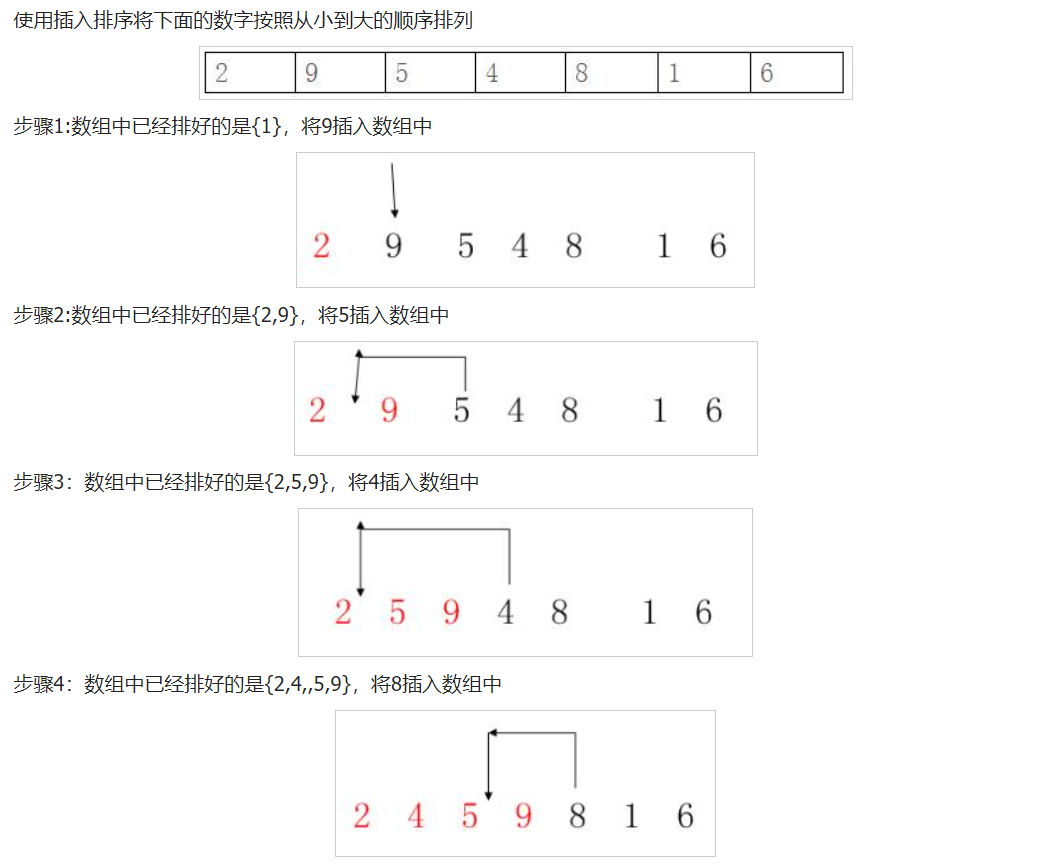 使用插入排序将下面的数字按照从小到大的顺序排列
2 9 5 4 8 1 6
步骤1:数组中已经排好的是{1}，将9插入数组中
2 9 5 4 8 1 6
步骤2:数组中已经排好的是{2,9}，将5插入数组中
2 9 5 4 8 1 6
步骤3：数组中已经排好的是{2,5,9}，将4插入数组中
2 5 9 4 8 1 6
步骤4：数组中已经排好的是{2,4,,5,9}，将8插入数组中
2 4 5 9 8 1 6